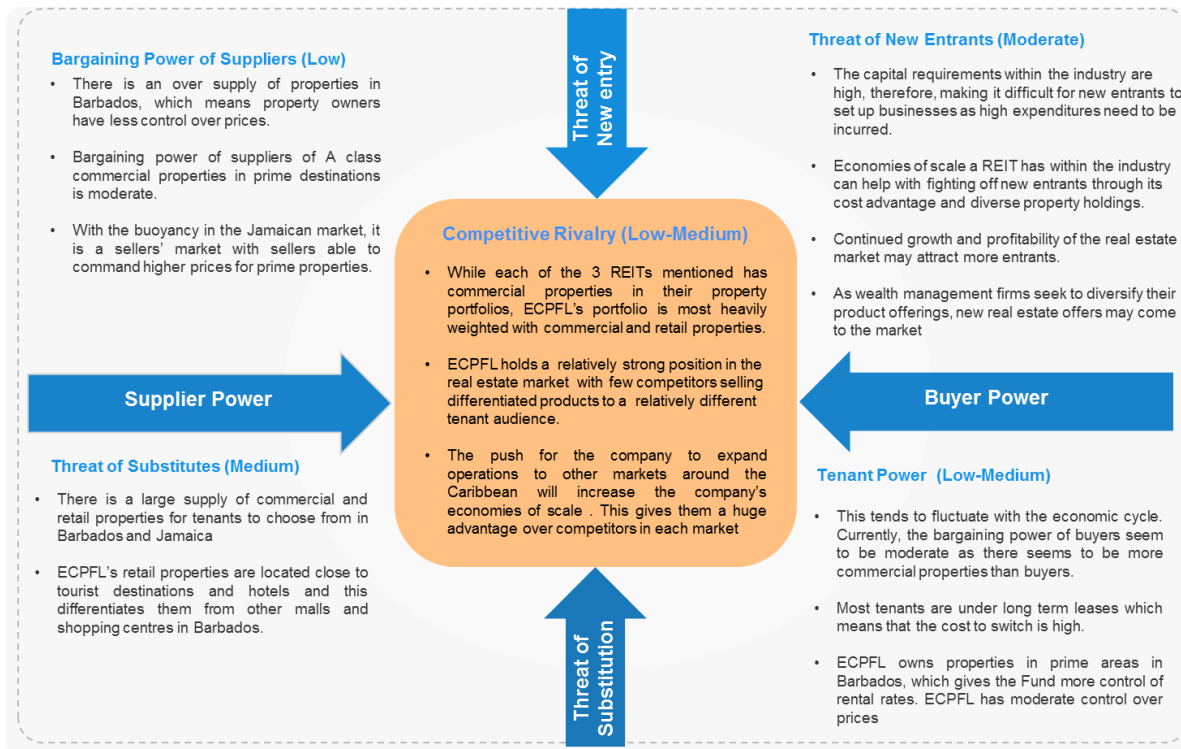 Bargaining Power of Suppliers (Low)
• There is an over supply of properties in
Barbados, which means property owners
have less control over prices.
• Bargaining power of suppliers of A class
commercial properties in prime destinations
is moderate.
• With the buoyancy in the Jamaican market, it
is a sellers’ market with sellers able to
command higher prices for prime properties.
Threat of
New entry
Threat of New Entrants (Moderate)
• The capital requirements within the industry are
high, therefore, making it difficult for new entrants to
set up businesses as high expenditures need to be
incurred.
• Economies of scale a REIT has within the industry
can help with fighting off new entrants through its
cost advantage and diverse property holdings.
• Continued growth and profitability of the real estate
market may attract more entrants.
• As wealth management firms seek to diversify their
product offerings, new real estate offers may come
to the market
Supplier Power
Competitive Rivalry (Low-Medium)
• While each of the 3 REITs mentioned has
commercial properties in their property
portfolios, ECPFL’s portfolio is most heavily
weighted with commercial and retail properties.
• ECPFL holds a relatively strong position in the
real estate market with few competitors selling
differentiated products to a relatively different
tenant audience.
• The push for the company to expand
operations to other markets around the
Caribbean will increase the company’s
economies of scale . This gives them a huge
advantage over competitors in each market
Buyer Power
Threat of Substitutes (Medium)
• There is a large supply of commercial and
retail properties for tenants to choose from in
Barbados and Jamaica
• ECPFL’s retail properties are located close to
tourist destinations and hotels and this
differentiates them from other malls and
shopping centres in Barbados.
Threat of
Substitution
Tenant Power (Low-Medium)
• This tends to fluctuate with the economic cycle.
Currently, the bargaining power of buyers seem
to be moderate as there seems to be more
commercial properties than buyers.
• Most tenants are under long term leases which
means that the cost to switch is high.
• ECPFL owns properties in prime areas in
Barbados, which gives the Fund more control of
rental rates. ECPFL has moderate control over
prices